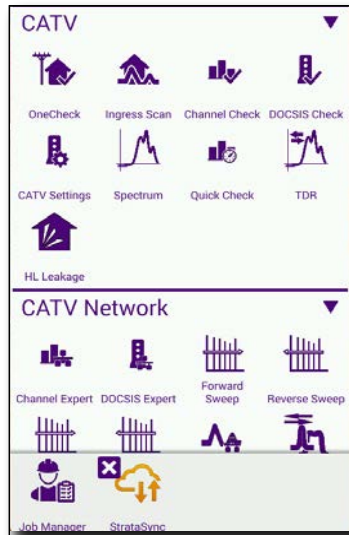 CATV
OneCheck Ingress Scan Channel Check DOCSIS Check
CATV Settings Spectrum Quick Check TDR
HL Leakage
CATV Network
Channel Expert DOCSIS Expert Forward Sweep Reverse Sweep
Job Manager StrataSync